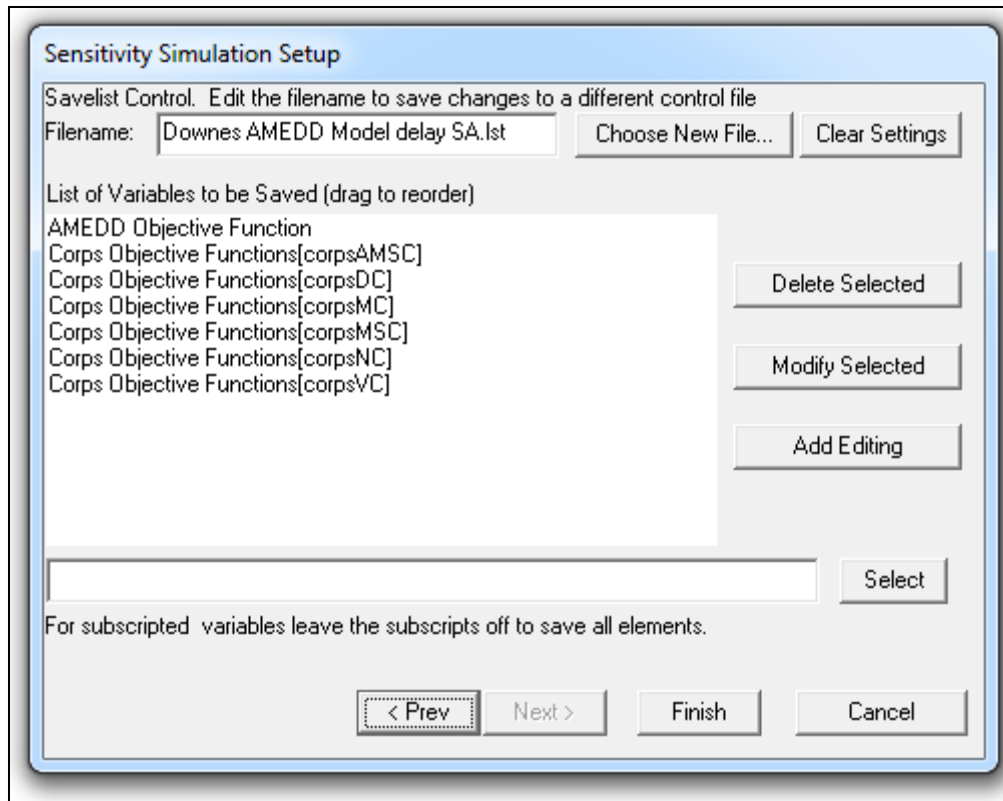 Sensitivity Simulation Setup
Savelist Control.  Edit the filename to save changes to a different control file
Filename: Downes AMEDD Model delay SA.lst Choose New File... Clear Settings
List of Variables to be Saved (drag to reorder)
AMEDD Objective Function
Corps Objective Functions[corpsAMSC]
Corps Objective Functions[corpsDC]
Corps Objective Functions[corpsMC]
Corps Objective Functions[corpsMSC]
Corps Objective Functions[corpsNC]
Corps Objective Functions[corpsVC]
Delete Selected
Modify Selected
Add Editing
Select
For subscripted  variables leave the subscripts off to save all elements.
< Prev Next > Finish Cancel